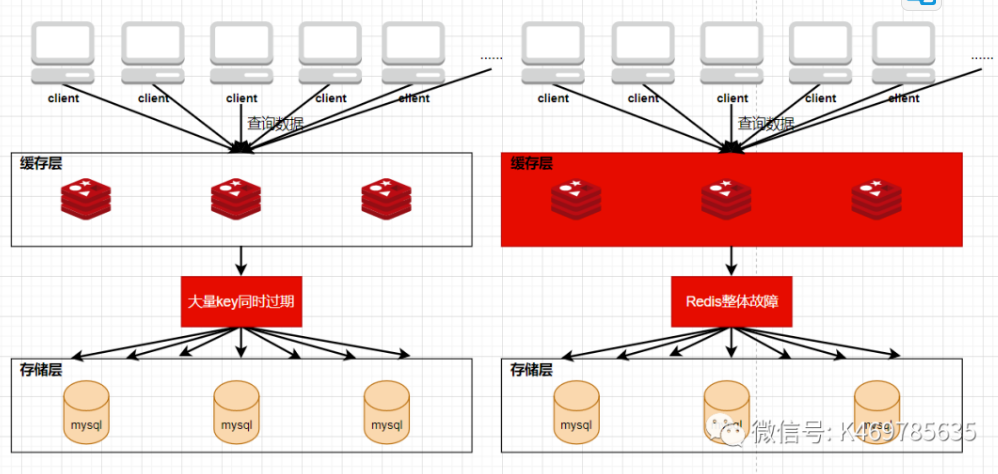 client client client client client ......
client client client client client ......
查询数据
查询数据
缓存层
缓存层
大量key同时过期
Redis整体故障
存储层
存储层
mysql mysql mysql
mysql mysql mysql
微信号: K469785635